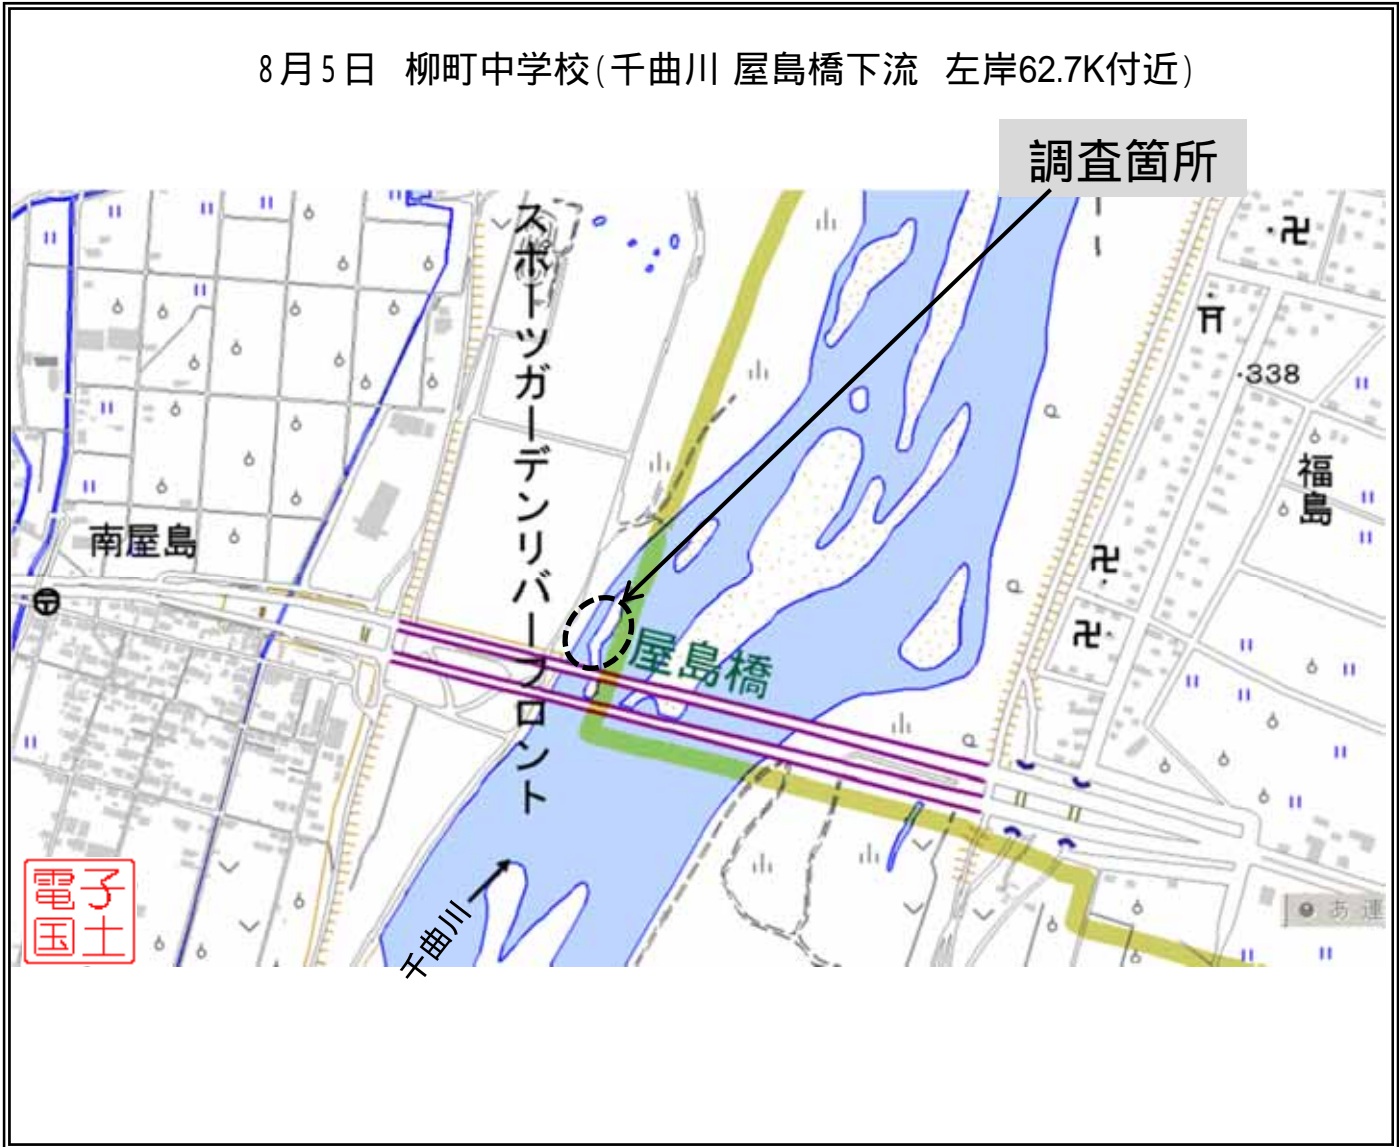 8月5日 柳町中学校(千曲川 屋島橋下流 左岸62.7K付近)
調査箇所
スポーツガーデンリバーフロント
・338
福島
南屋島
屋島橋
千曲川
電子
国土
あ 連